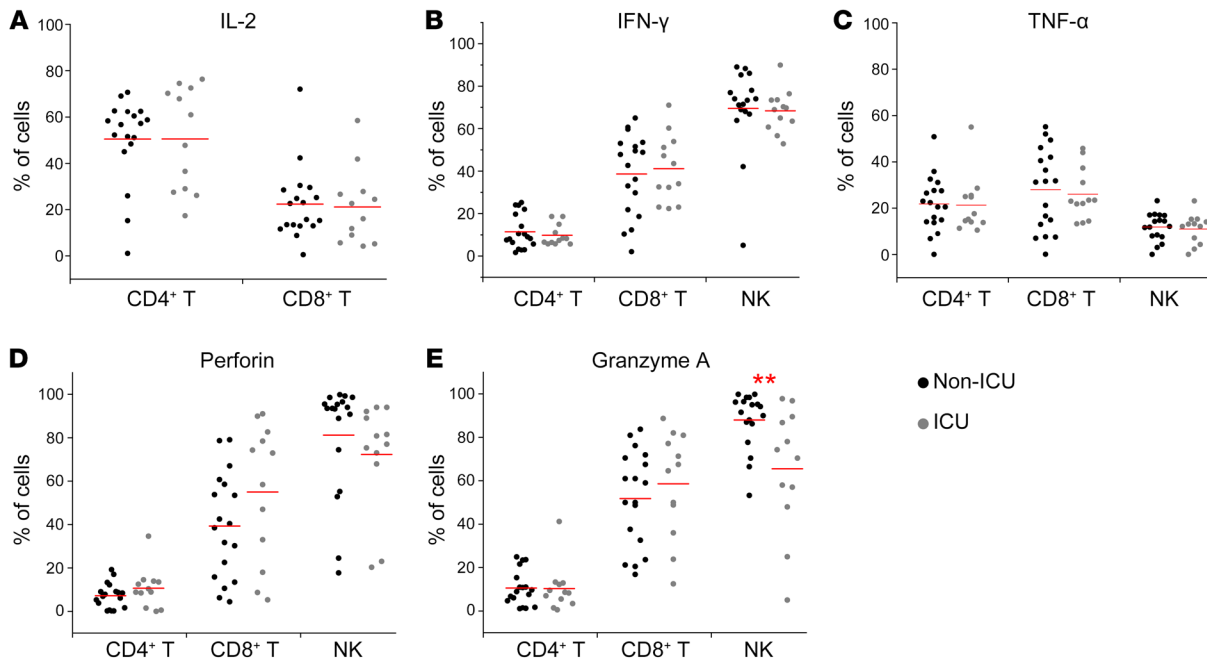 A
IL-2
% of cells
100
80
60
40
20
0
CD4⁺ T
CD8⁺ T
B
IFN-γ
% of cells
100
80
60
40
20
0
CD4⁺ T
CD8⁺ T
NK
C
TNF-α
% of cells
100
80
60
40
20
0
CD4⁺ T
CD8⁺ T
NK
D
Perforin
% of cells
100
80
60
40
20
0
CD4⁺ T
CD8⁺ T
NK
E
Granzyme A
**
% of cells
100
80
60
40
20
0
CD4⁺ T
CD8⁺ T
NK
Non-ICU
ICU